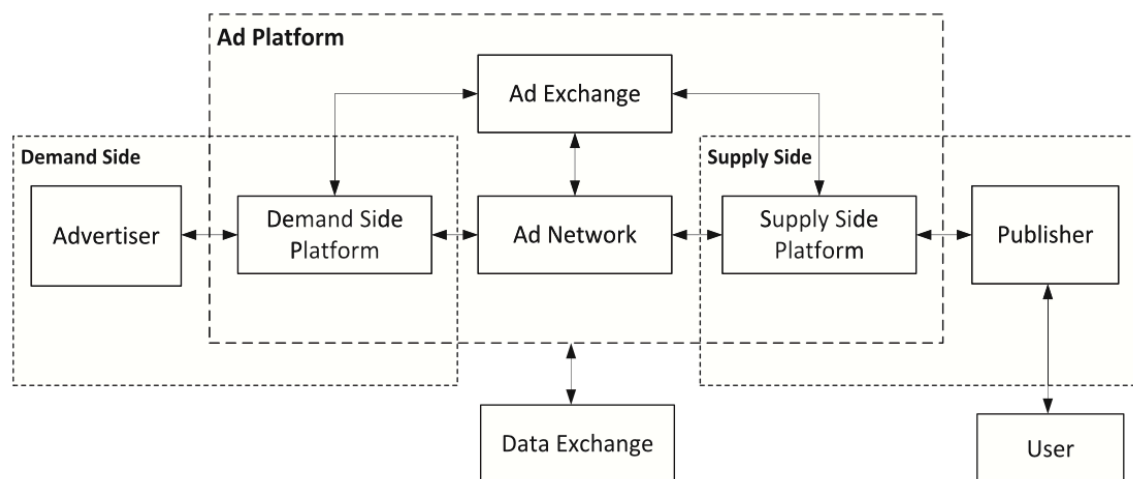 Ad Platform
Ad Exchange
Demand Side
Supply Side
Advertiser
Demand Side
Platform
Ad Network
Supply Side
Platform
Publisher
Data Exchange
User